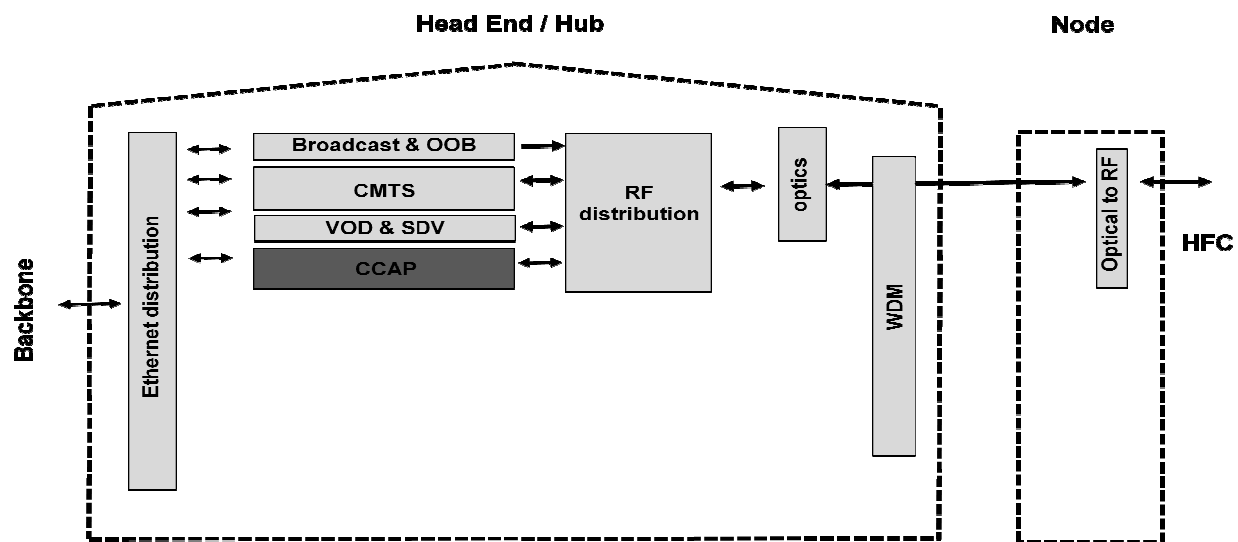 Head End / Hub
Node
Backbone
Ethernet distribution
Broadcast & OOB
CMTS
VOD & SDV
CCAP
RF
distribution
optics
WDM
Optical to RF
HFC